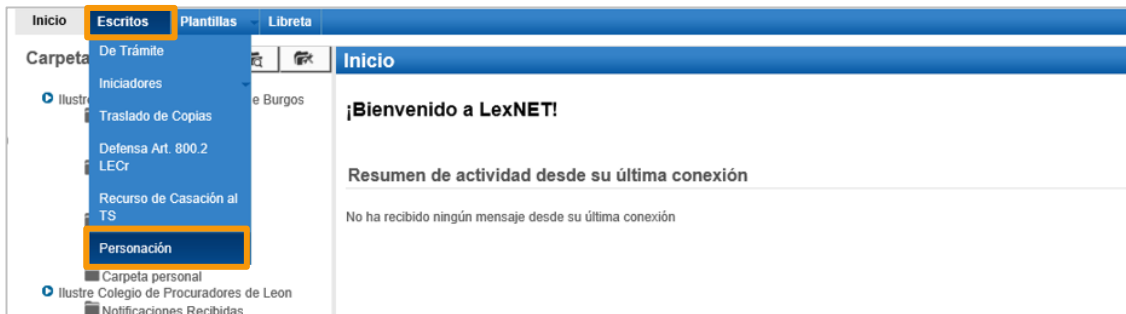 Inicio Escritos Plantillas Libreta
Carpeta
De Trámite
Iniciadores
Traslado de Copias
Defensa Art. 800.2
LECr
Recurso de Casación al
TS
Personación
Ilustre e Burgos
Carpeta personal
Ilustre Colegio de Procuradores de Leon
Notificaciones Recibidas
Inicio
¡Bienvenido a LexNET!
Resumen de actividad desde su última conexión
No ha recibido ningún mensaje desde su última conexión